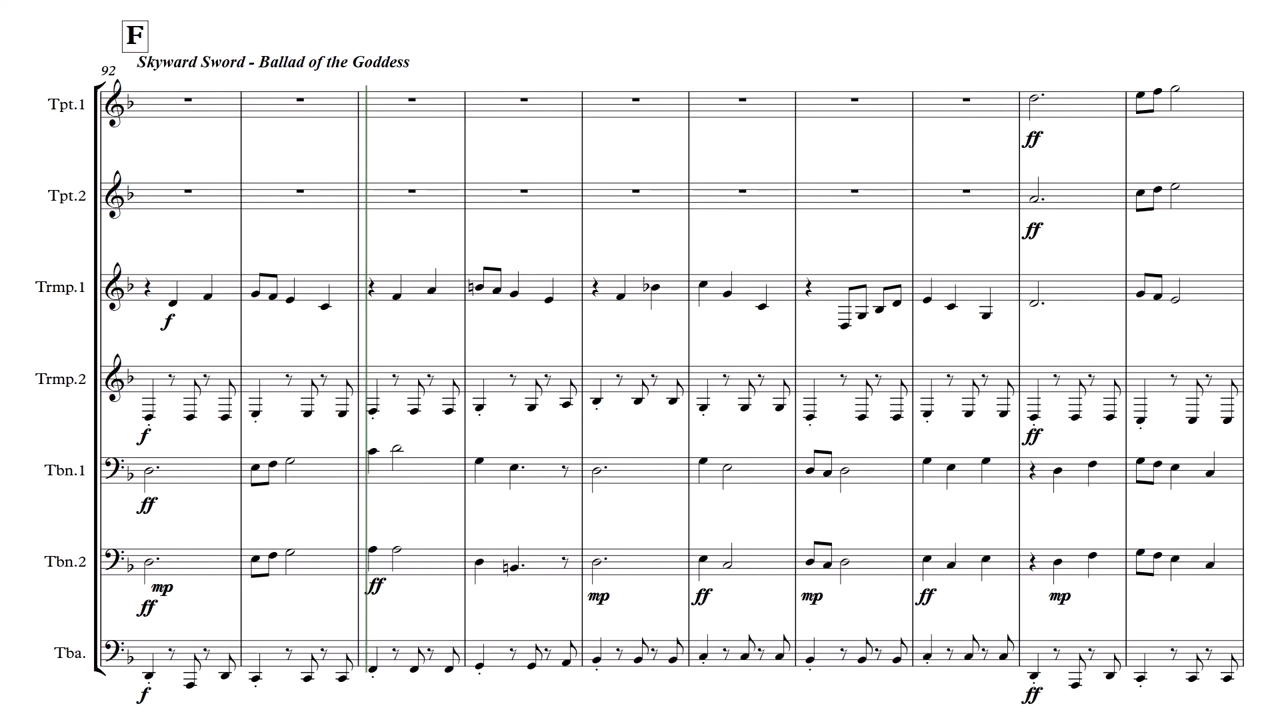 F
Skyward Sword - Ballad of the Goddess
92
Tpt.1
ff
Tpt.2
ff
Trmp.1
f
Trmp.2
f ff
Tbn.1
ff
Tbn.2
mp ff mp ff mp ff mp
ff
Tba.
f ff